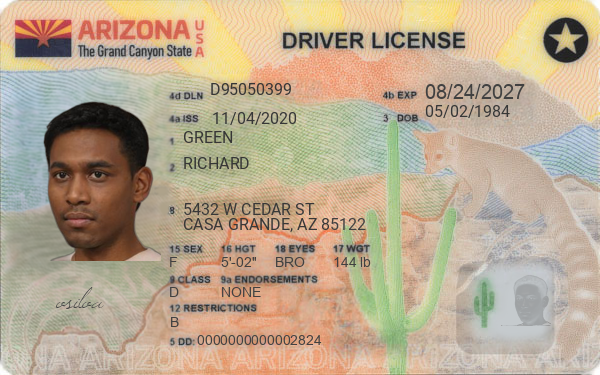 ARIZONA USA
The Grand Canyon State
DRIVER LICENSE
4d DLN D95050399
4b EXP 08/24/2027
4a ISS 11/04/2020
3 DOB 05/02/1984
1 GREEN
2 RICHARD
8 5432 W CEDAR ST
CASA GRANDE, AZ 85122
15 SEX 16 HGT 18 EYES 17 WGT
F 5'-02" BRO 144 lb
9 CLASS 9a ENDORSEMENTS
D NONE
12 RESTRICTIONS
B
vsilva
5 DD: 0000000000002824
ARIZONA ARIZONA ARIZONA ARIZONA